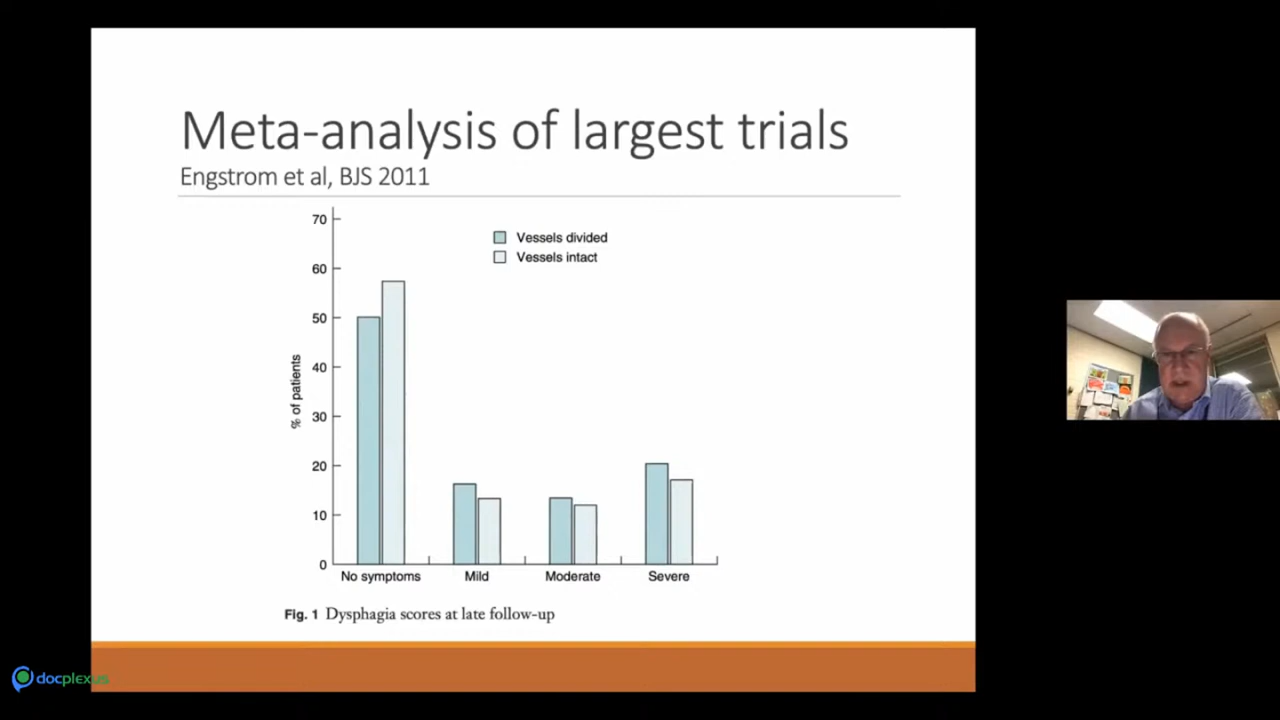 Meta-analysis of largest trials
Engstrom et al, BJS 2011
70
60
50
40
30
20
10
0
% of patients
Vessels divided
Vessels intact
No symptoms Mild Moderate Severe
Fig. 1 Dysphagia scores at late follow-up
docplexus